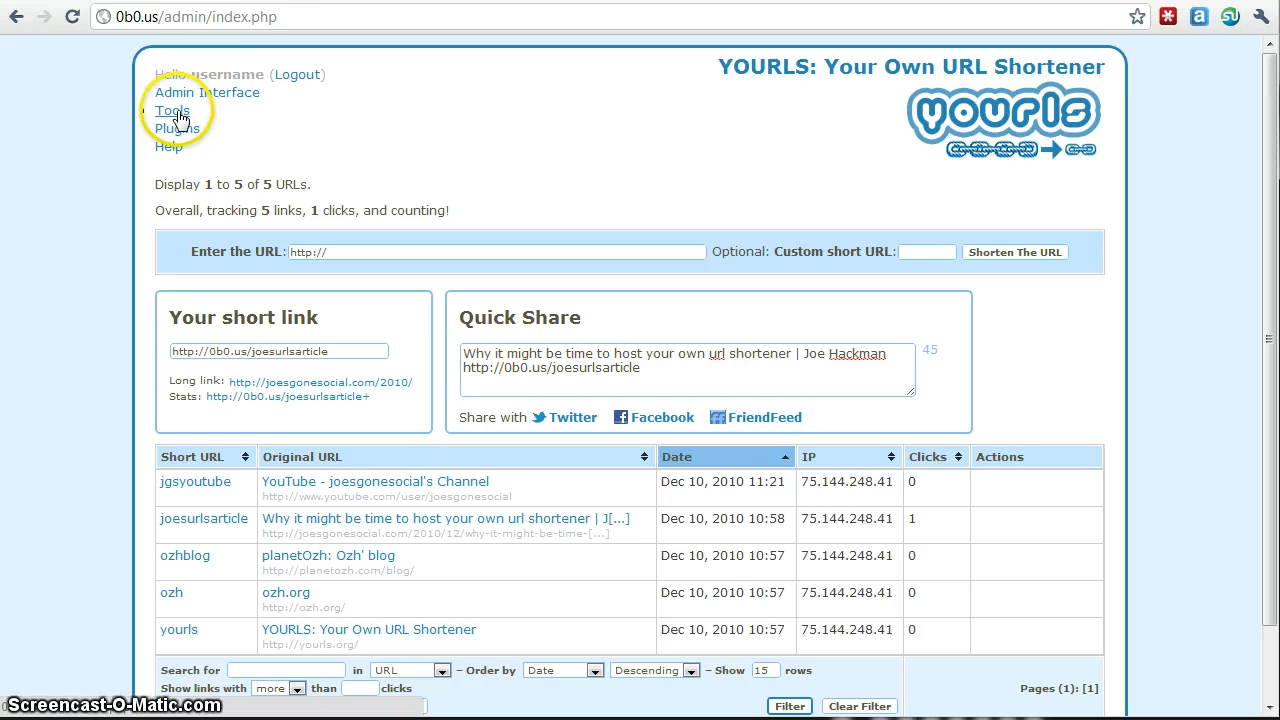 0b0.us/admin/index.php
Hello username (Logout)
YOURLS: Your Own URL Shortener
Admin Interface
Tools
Plugins
Help
yourls
Display 1 to 5 of 5 URLs.
Overall, tracking 5 links, 1 clicks, and counting!
Enter the URL: http:// Optional: Custom short URL: Shorten The URL
Your short link
http://0b0.us/joesurlsarticle
Long link: http://joesgonesocial.com/2010/
Stats: http://0b0.us/joesurlsarticle+
Quick Share
Why it might be time to host your own url shortener | Joe Hackman 45
http://0b0.us/joesurlsarticle
Share with Twitter Facebook FriendFeed
Short URL Original URL Date IP Clicks Actions
jgsyoutube YouTube - joesgonesocial's Channel Dec 10, 2010 11:21 75.144.248.41 0
http://www.youtube.com/user/joesgonesocial
joesurlsarticle Why it might be time to host your own url shortener | J[...] Dec 10, 2010 10:58 75.144.248.41 1
http://joesgonesocial.com/2010/12/why-it-might-be-time-[...]
ozhblog planetOzh: Ozh' blog Dec 10, 2010 10:57 75.144.248.41 0
http://planetozh.com/blog/
ozh ozh.org Dec 10, 2010 10:57 75.144.248.41 0
http://ozh.org/
yourls YOURLS: Your Own URL Shortener Dec 10, 2010 10:57 75.144.248.41 0
http://yourls.org/
Search for in URL – Order by Date Descending – Show 15 rows
Show links with more than clicks
Pages (1): [1]
Filter Clear Filter
Screencast-O-Matic.com